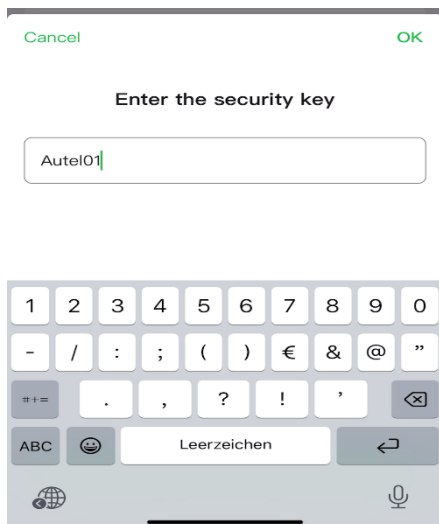 Cancel OK
Enter the security key
Autel01
1 2 3 4 5 6 7 8 9 0
- / : ; ( ) € & @ ”
#+= . , ? ! ’
ABC Leerzeichen